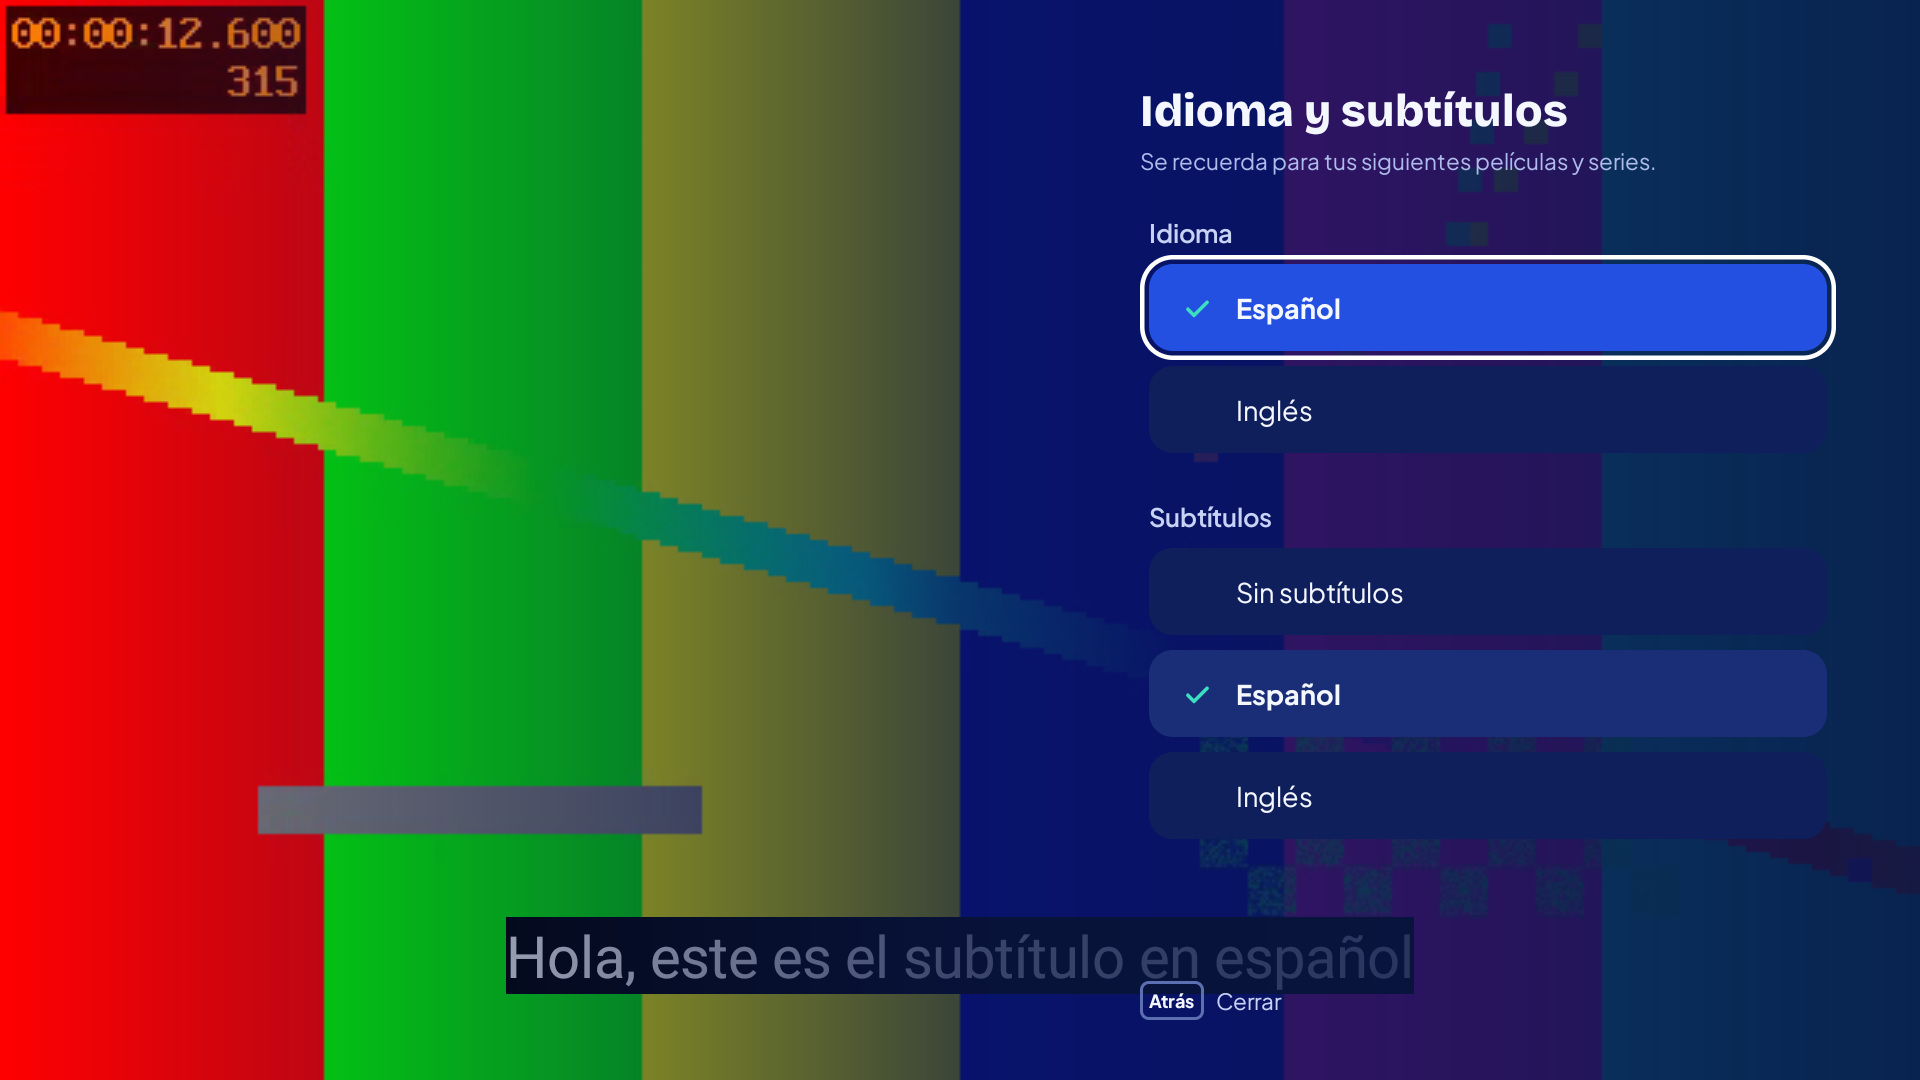 00:00:12.600
315
Idioma y subtítulos
Se recuerda para tus siguientes películas y series.
Idioma
Español
Inglés
Subtítulos
Sin subtítulos
Español
Inglés
Hola, este es el subtítulo en español
Atrás Cerrar